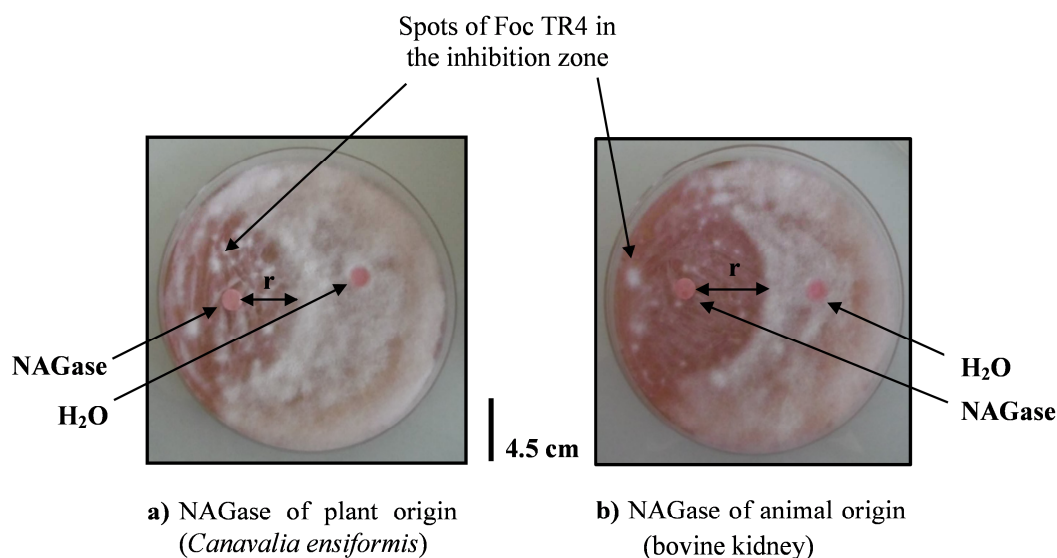 Spots of Foc TR4 in
the inhibition zone
r
r
NAGase
H₂O
4.5 cm
H₂O
NAGase
a) NAGase of plant origin
(Canavalia ensiformis)
b) NAGase of animal origin
(bovine kidney)